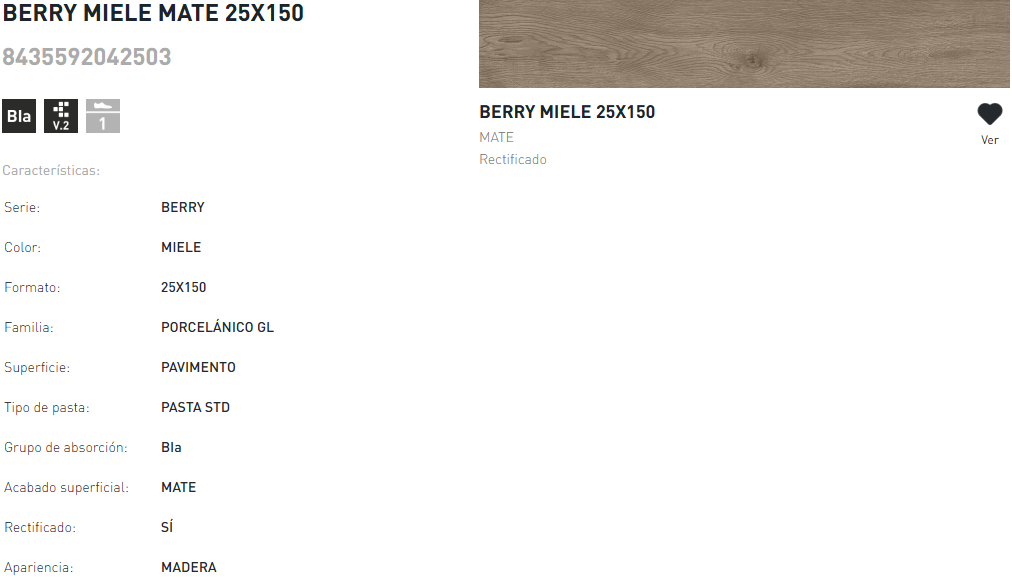 BERRY MIELE MATE 25X150
8435592042503
BIa
V.2
1
Características:
Serie: BERRY
Color: MIELE
Formato: 25X150
Familia: PORCELÁNICO GL
Superficie: PAVIMENTO
Tipo de pasta: PASTA STD
Grupo de absorción: BIa
Acabado superficial: MATE
Rectificado: SÍ
Apariencia: MADERA
BERRY MIELE 25X150
MATE
Rectificado
Ver